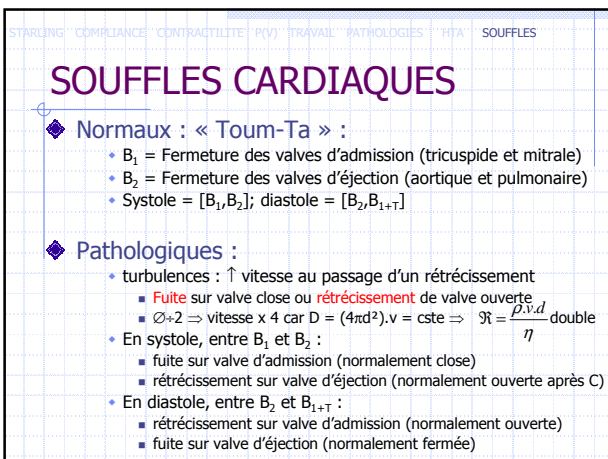 STARLING COMPLIANCE CONTRACTILITE P(V) TRAVAIL PATHOLOGIES HTA SOUFFLES
SOUFFLES CARDIAQUES
Normaux : « Toum-Ta » :
B₁ = Fermeture des valves d'admission (tricuspide et mitrale)
B₂ = Fermeture des valves d'éjection (aortique et pulmonaire)
Systole = [B₁,B₂]; diastole = [B₂,B₁₊T]
Pathologiques :
turbulences : ↑ vitesse au passage d'un rétrécissement
Fuite sur valve close ou rétrécissement de valve ouverte
∅÷2 ⇒ vitesse x 4 car D = (4πd²).v = cste ⇒ ℜ = ρ.v.d / η double
En systole, entre B₁ et B₂ :
fuite sur valve d'admission (normalement close)
rétrécissement sur valve d'éjection (normalement ouverte après C)
En diastole, entre B₂ et B₁₊T :
rétrécissement sur valve d'admission (normalement ouverte)
fuite sur valve d'éjection (normalement fermée)